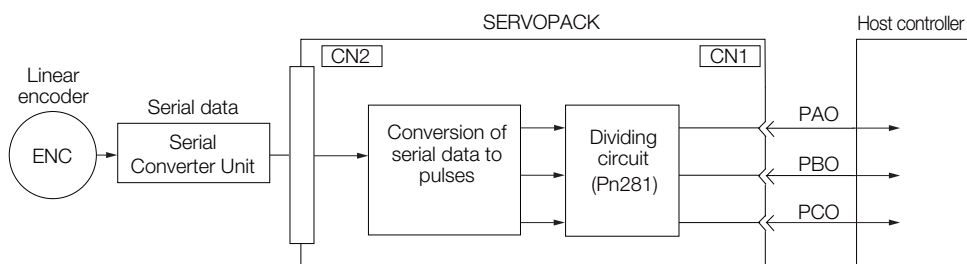 SERVOPACK
Host controller
CN2
CN1
Linear
encoder
Serial data
ENC
Serial
Converter Unit
Conversion of
serial data to
pulses
Dividing
circuit
(Pn281)
PAO
PBO
PCO